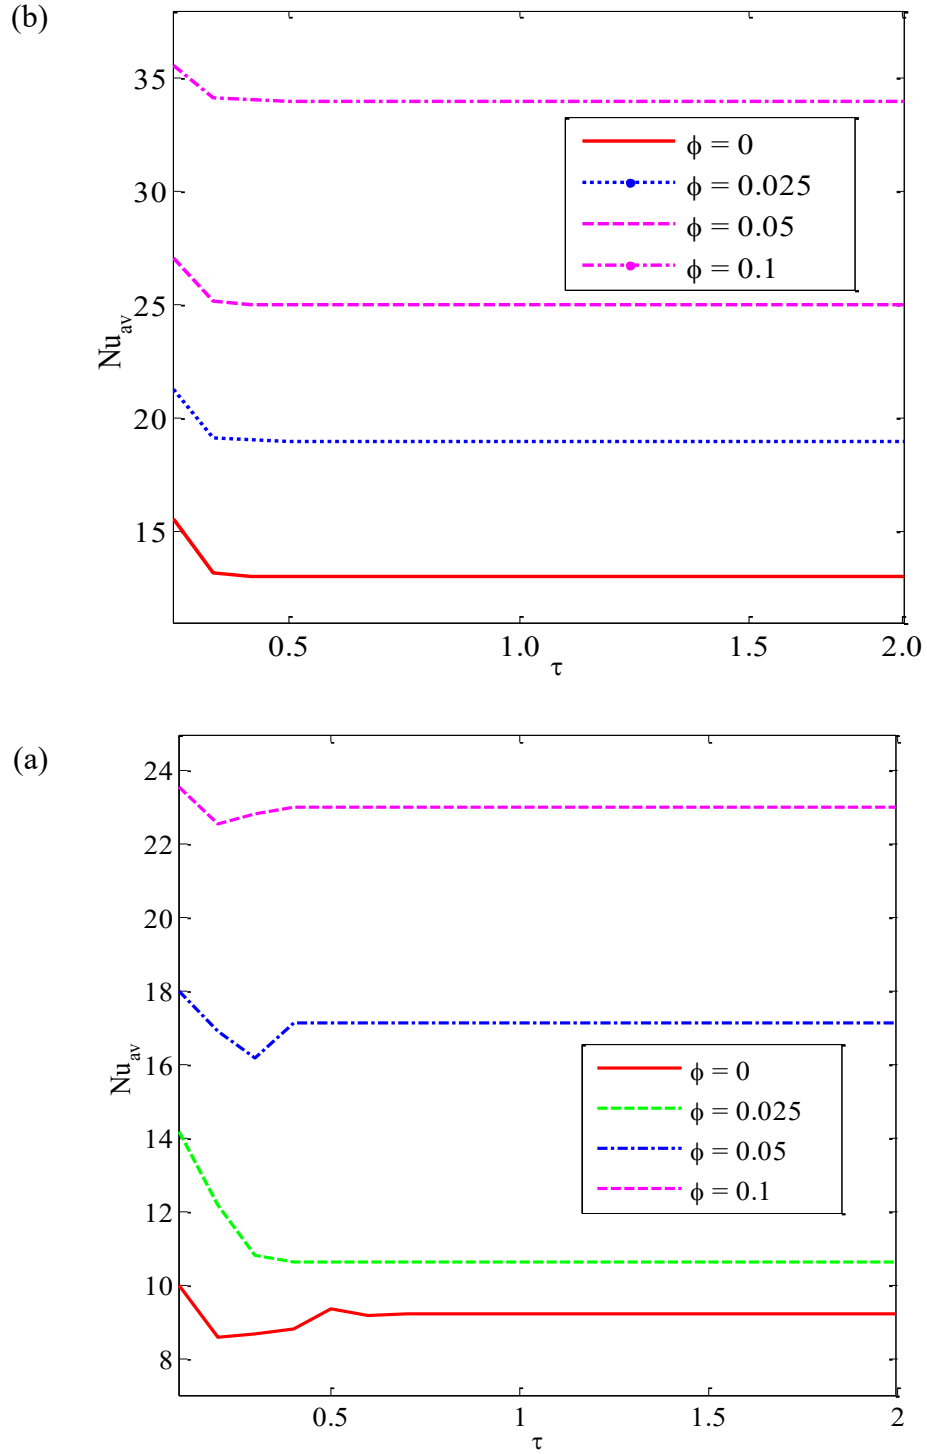 (b)
35
30
25
20
15
Nu_av
ϕ = 0
ϕ = 0.025
ϕ = 0.05
ϕ = 0.1
0.5 1.0 1.5 2.0
τ
(a)
24
22
20
18
16
14
12
10
8
Nu_av
ϕ = 0
ϕ = 0.025
ϕ = 0.05
ϕ = 0.1
0.5 1 1.5 2
τ